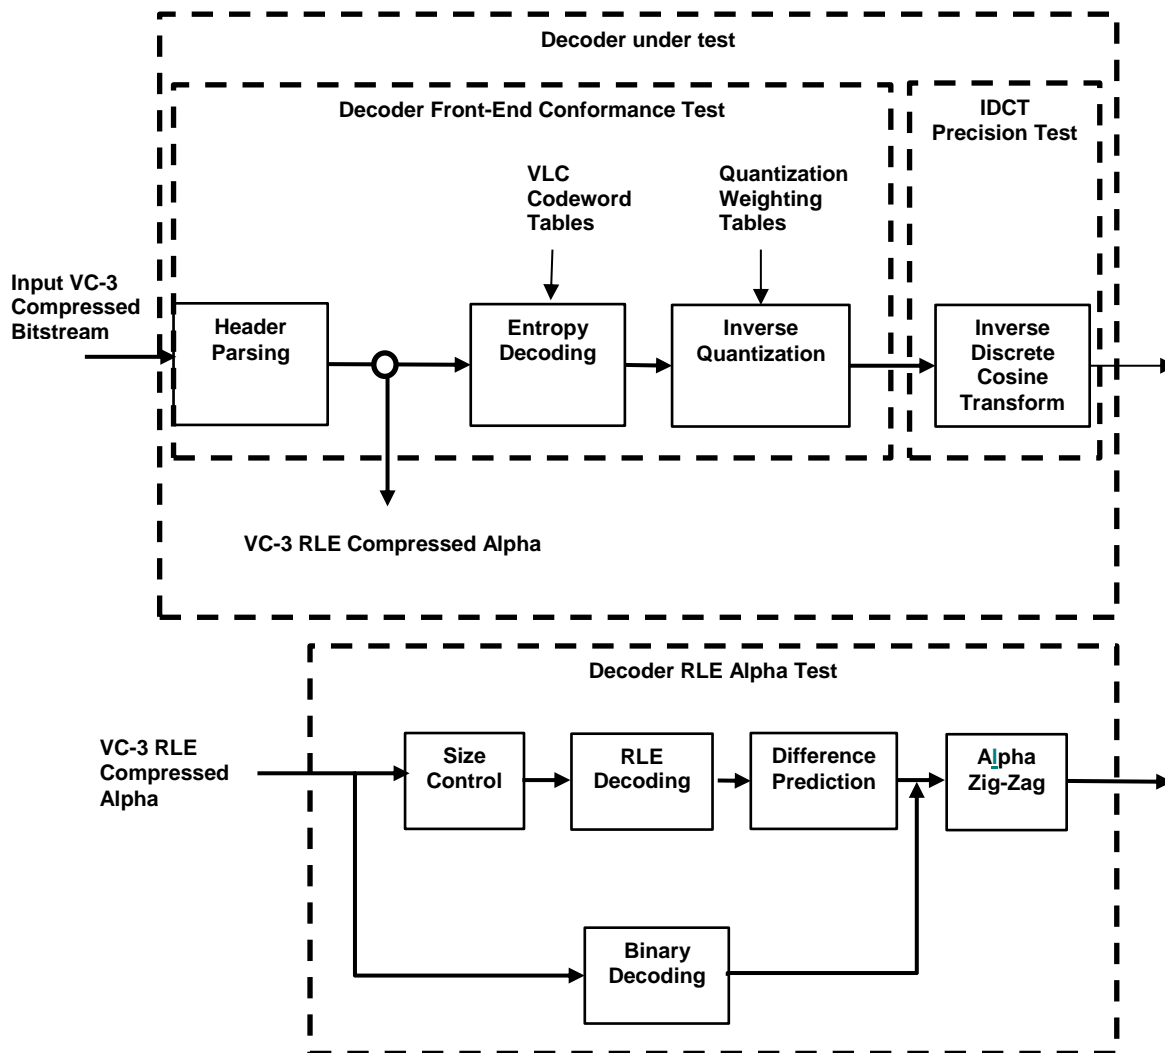 Decoder under test
Decoder Front-End Conformance Test
IDCT
Precision Test
VLC
Codeword
Tables
Quantization
Weighting
Tables
Input VC-3
Compressed
Bitstream
Header
Parsing
Entropy
Decoding
Inverse
Quantization
Inverse
Discrete
Cosine
Transform
VC-3 RLE Compressed Alpha
Decoder RLE Alpha Test
VC-3 RLE
Compressed
Alpha
Size
Control
RLE
Decoding
Difference
Prediction
Alpha
Zig-Zag
Binary
Decoding